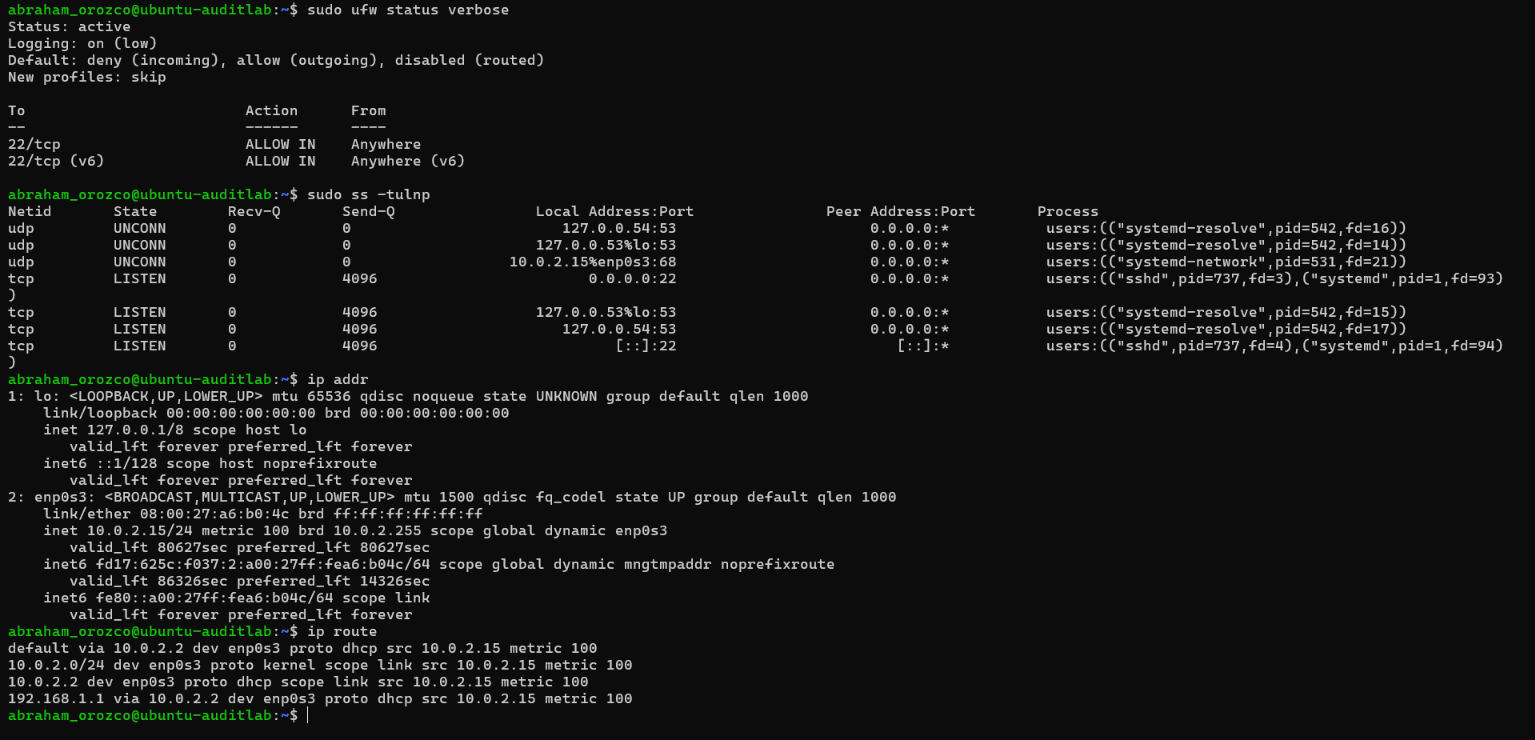 abraham_orozco@ubuntu-auditlab:~$ sudo ufw status verbose
Status: active
Logging: on (low)
Default: deny (incoming), allow (outgoing), disabled (routed)
New profiles: skip

To                         Action      From
--                         ------      ----
22/tcp                     ALLOW IN    Anywhere
22/tcp (v6)                ALLOW IN    Anywhere (v6)

abraham_orozco@ubuntu-auditlab:~$ sudo ss -tulnp
Netid       State        Recv-Q       Send-Q                Local Address:Port               Peer Address:Port       Process
udp         UNCONN       0            0                        127.0.0.54:53                      0.0.0.0:*           users:(("systemd-resolve",pid=542,fd=16))
udp         UNCONN       0            0                     127.0.0.53%lo:53                      0.0.0.0:*           users:(("systemd-resolve",pid=542,fd=14))
udp         UNCONN       0            0                  10.0.2.15%enp0s3:68                      0.0.0.0:*           users:(("systemd-network",pid=531,fd=21))
tcp         LISTEN       0            4096                        0.0.0.0:22                      0.0.0.0:*           users:(("sshd",pid=737,fd=3),("systemd",pid=1,fd=93)
)
tcp         LISTEN       0            4096                  127.0.0.53%lo:53                      0.0.0.0:*           users:(("systemd-resolve",pid=542,fd=15))
tcp         LISTEN       0            4096                     127.0.0.54:53                      0.0.0.0:*           users:(("systemd-resolve",pid=542,fd=17))
tcp         LISTEN       0            4096                           [::]:22                         [::]:*           users:(("sshd",pid=737,fd=4),("systemd",pid=1,fd=94)
)
abraham_orozco@ubuntu-auditlab:~$ ip addr
1: lo: <LOOPBACK,UP,LOWER_UP> mtu 65536 qdisc noqueue state UNKNOWN group default qlen 1000
    link/loopback 00:00:00:00:00:00 brd 00:00:00:00:00:00
    inet 127.0.0.1/8 scope host lo
       valid_lft forever preferred_lft forever
    inet6 ::1/128 scope host noprefixroute
       valid_lft forever preferred_lft forever
2: enp0s3: <BROADCAST,MULTICAST,UP,LOWER_UP> mtu 1500 qdisc fq_codel state UP group default qlen 1000
    link/ether 08:00:27:a6:b0:4c brd ff:ff:ff:ff:ff:ff
    inet 10.0.2.15/24 metric 100 brd 10.0.2.255 scope global dynamic enp0s3
       valid_lft 80627sec preferred_lft 80627sec
    inet6 fd17:625c:f037:2:a00:27ff:fea6:b04c/64 scope global dynamic mngtmpaddr noprefixroute
       valid_lft 86326sec preferred_lft 14326sec
    inet6 fe80::a00:27ff:fea6:b04c/64 scope link
       valid_lft forever preferred_lft forever
abraham_orozco@ubuntu-auditlab:~$ ip route
default via 10.0.2.2 dev enp0s3 proto dhcp src 10.0.2.15 metric 100
10.0.2.0/24 dev enp0s3 proto kernel scope link src 10.0.2.15 metric 100
10.0.2.2 dev enp0s3 proto dhcp scope link src 10.0.2.15 metric 100
192.168.1.1 via 10.0.2.2 dev enp0s3 proto dhcp src 10.0.2.15 metric 100
abraham_orozco@ubuntu-auditlab:~$